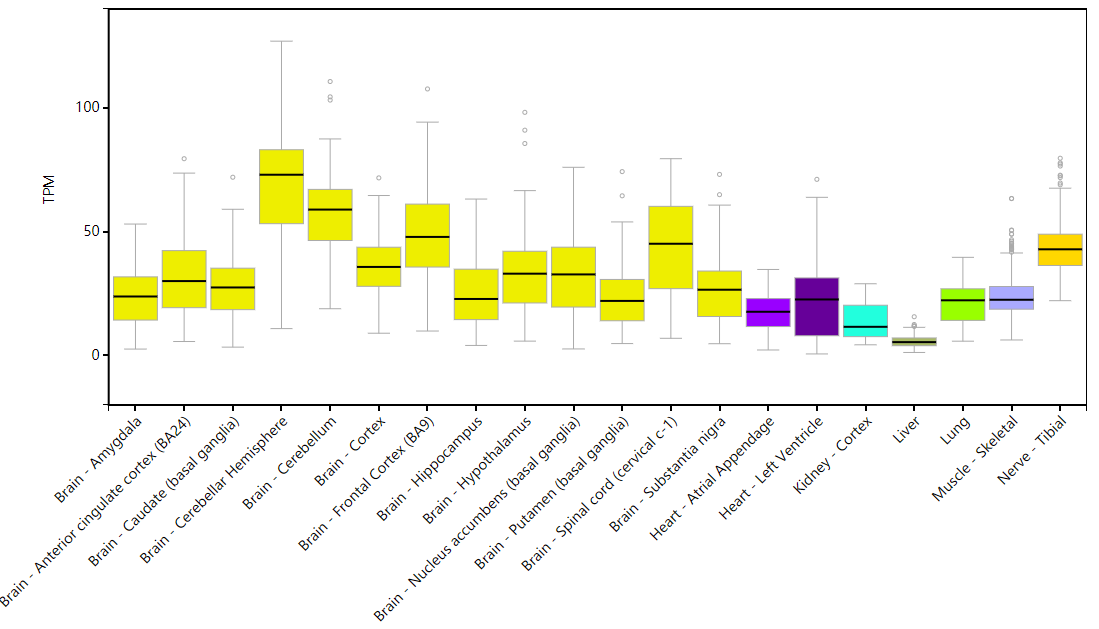 TPM
100
50
0
Brain - Amygdala
Brain - Anterior cingulate cortex (BA24)
Brain - Caudate (basal ganglia)
Brain - Cerebellar Hemisphere
Brain - Cerebellum
Brain - Cortex
Brain - Frontal Cortex (BA9)
Brain - Hippocampus
Brain - Hypothalamus
Brain - Nucleus accumbens (basal ganglia)
Brain - Putamen (basal ganglia)
Brain - Spinal cord (cervical c-1)
Brain - Substantia nigra
Heart - Atrial Appendage
Heart - Left Ventricle
Kidney - Cortex
Liver
Lung
Muscle - Skeletal
Nerve - Tibial